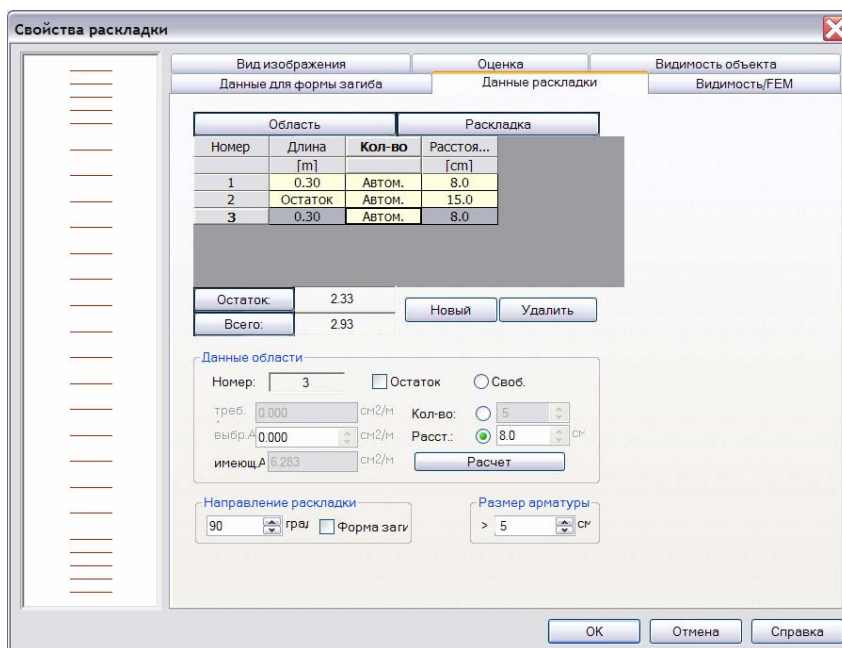 Свойства раскладки
Вид изображения Оценка Видимость объекта
Данные для формы загиба Данные раскладки Видимость/FEM
Область Раскладка
Номер Длина Кол-во Расстоя...
[m] [cm]
1 0.30 Автом. 8.0
2 Остаток Автом. 15.0
3 0.30 Автом. 8.0
Остаток: 2.33
Всего: 2.93
Новый Удалить
Данные области
Номер: 3 Остаток Своб.
треб. 0.000 см2/м Кол-во: 5
выбр.А 0.000 см2/м Расст.: 8.0 см
имеющ.А 6.283 см2/м Расчет
Направление раскладки Размер арматуры
90 град Форма заги > 5 см
OK Отмена Справка